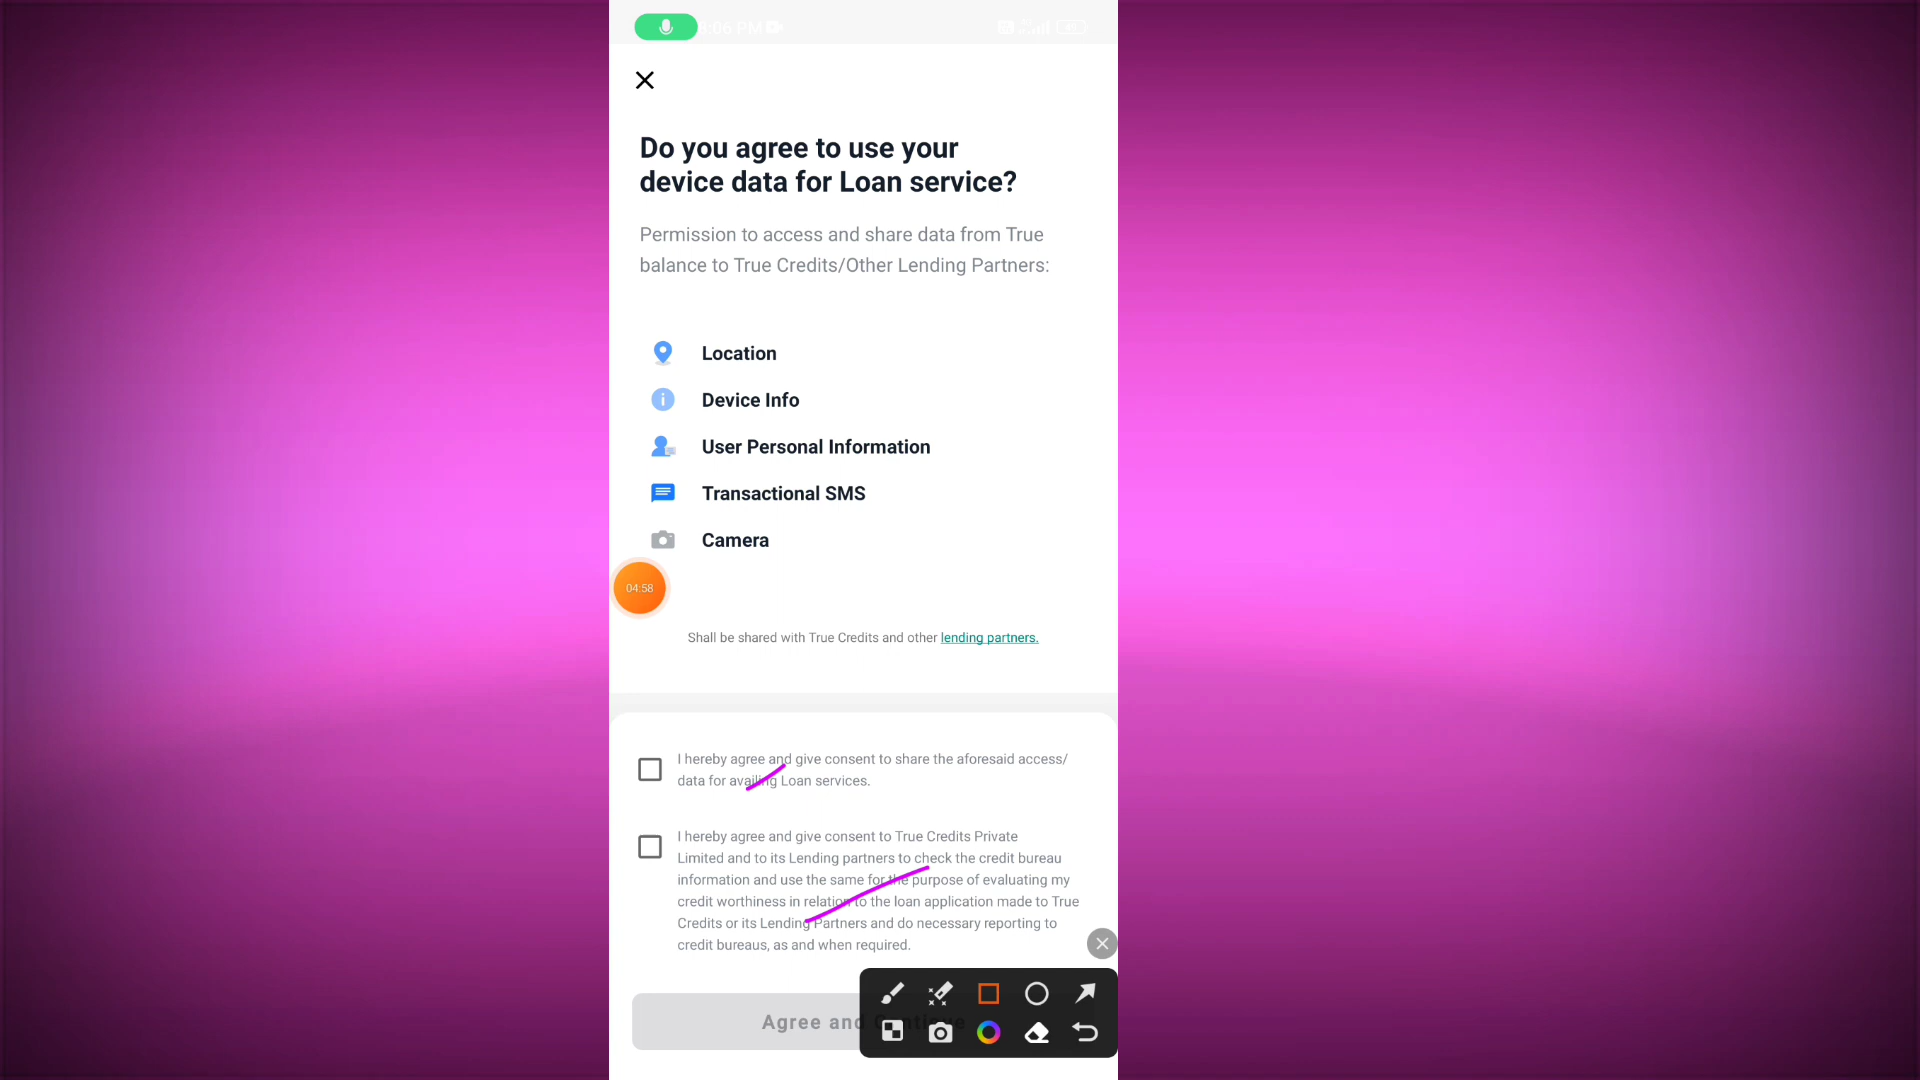 :06 PM
Do you agree to use your
device data for Loan service?
Permission to access and share data from True
balance to True Credits/Other Lending Partners:
Location
Device Info
User Personal Information
Transactional SMS
Camera
04:58
Shall be shared with True Credits and other lending partners.
I hereby agree and give consent to share the aforesaid access/
data for availing Loan services.
I hereby agree and give consent to True Credits Private
Limited and to its Lending partners to check the credit bureau
information and use the same for the purpose of evaluating my
credit worthiness in relation to the loan application made to True
Credits or its Lending Partners and do necessary reporting to
credit bureaus, as and when required.
Agree and Continue